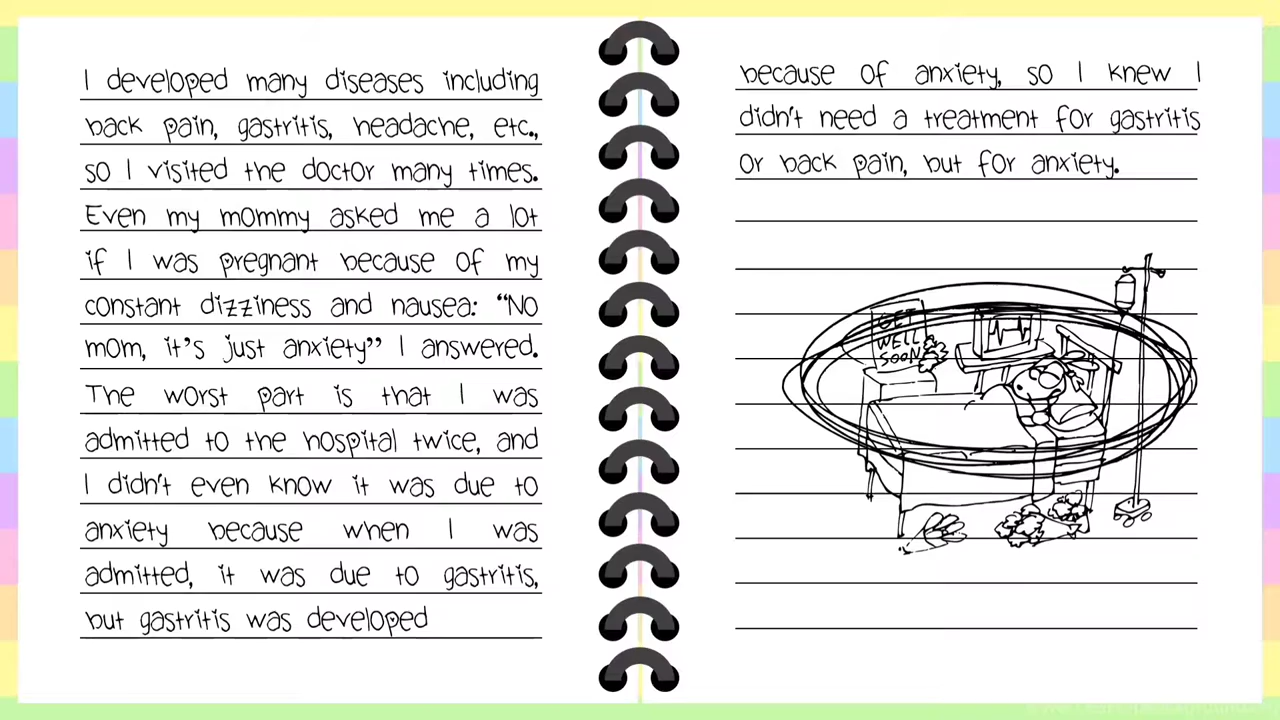 I developed many diseases including
back pain, gastritis, headache, etc.,
so I visited the doctor many times.
Even my mommy asked me a lot
if I was pregnant because of my
constant dizziness and nausea: “No
mom, it’s just anxiety” I answered.
The worst part is that I was
admitted to the hospital twice, and
I didn't even know it was due to
anxiety because when I was
admitted, it was due to gastritis,
but gastritis was developed
because of anxiety, so I knew I
didn't need a treatment for gastritis
or back pain, but for anxiety.
GET
WELL
SOON